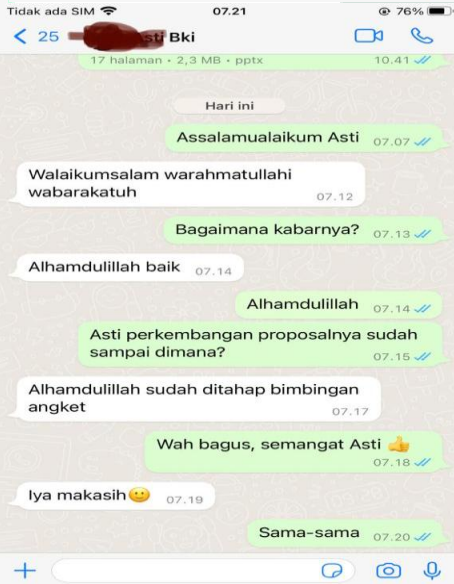 Tidak ada SIM 07.21 76%
25 sti Bki
17 halaman • 2,3 MB • pptx 10.41
Hari ini
Assalamualaikum Asti 07.07
Walaikumsalam warahmatullahi
wabarakatuh 07.12
Bagaimana kabarnya? 07.13
Alhamdulillah baik 07.14
Alhamdulillah 07.14
Asti perkembangan proposalnya sudah
sampai dimana? 07.15
Alhamdulillah sudah ditahap bimbingan
angket 07.17
Wah bagus, semangat Asti 👍
07.18
Iya makasih🙂 07.19
Sama-sama 07.20